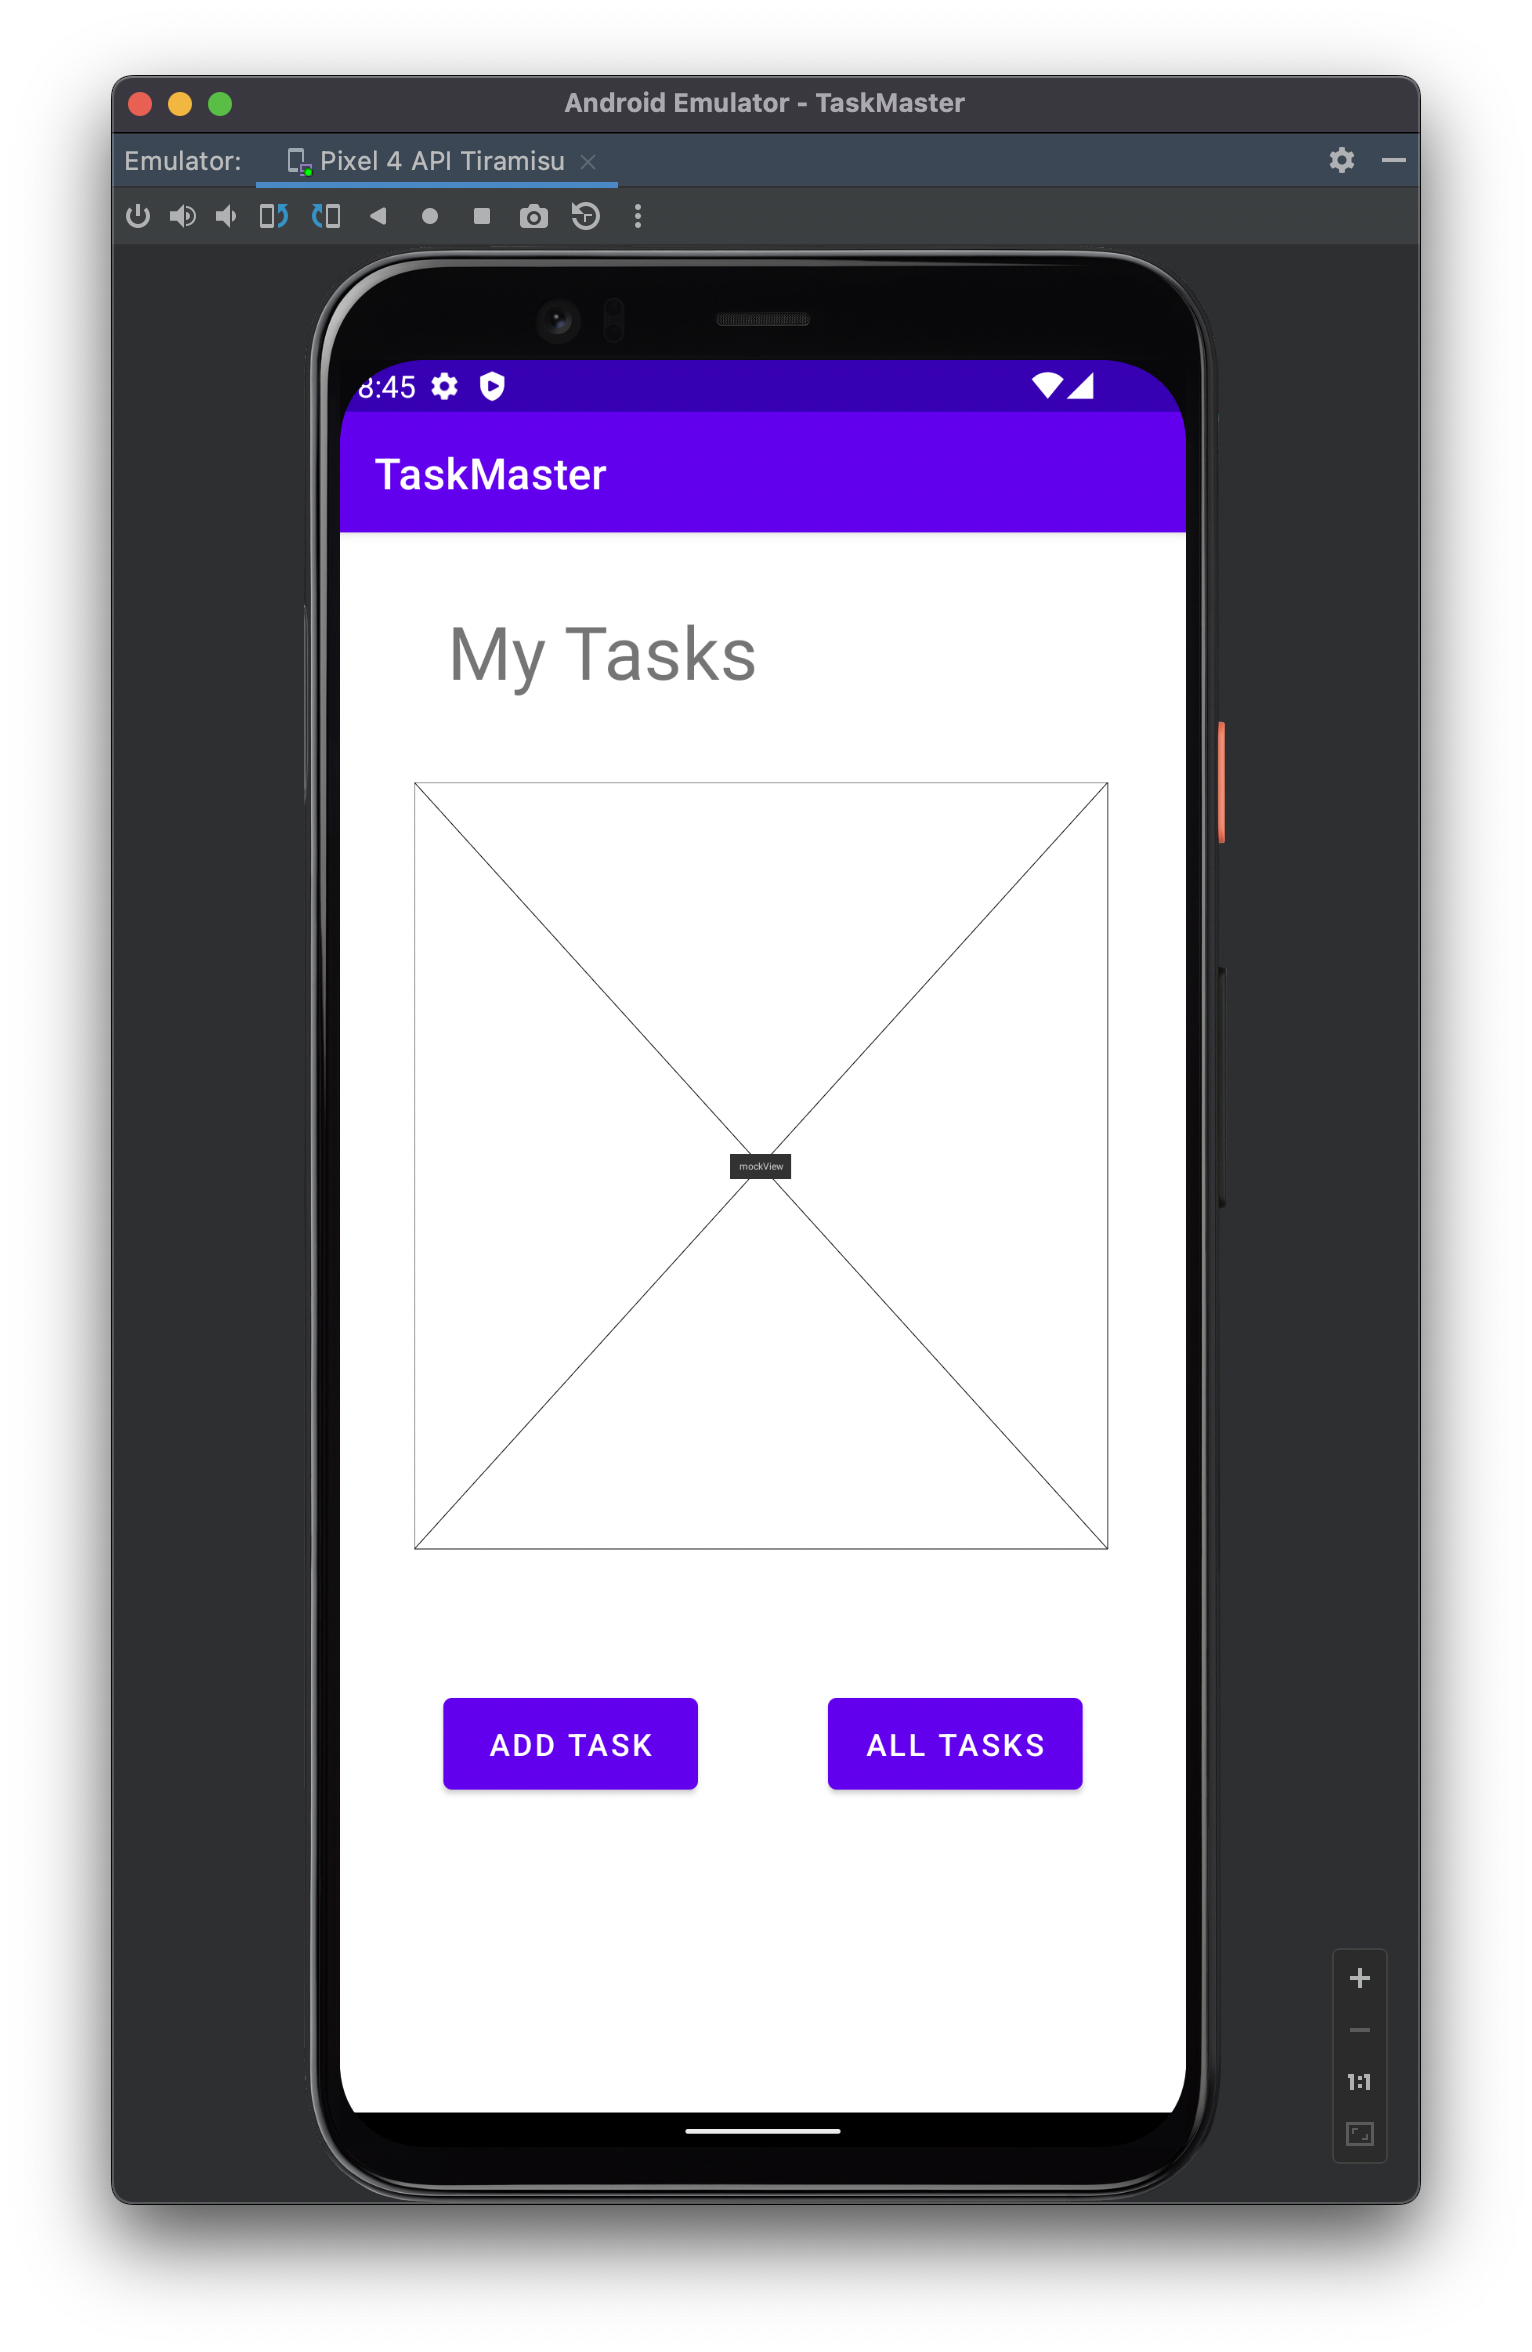 Android Emulator - TaskMaster
Emulator: Pixel 4 API Tiramisu
8:45
TaskMaster
My Tasks
mockView
ADD TASK ALL TASKS
1:1